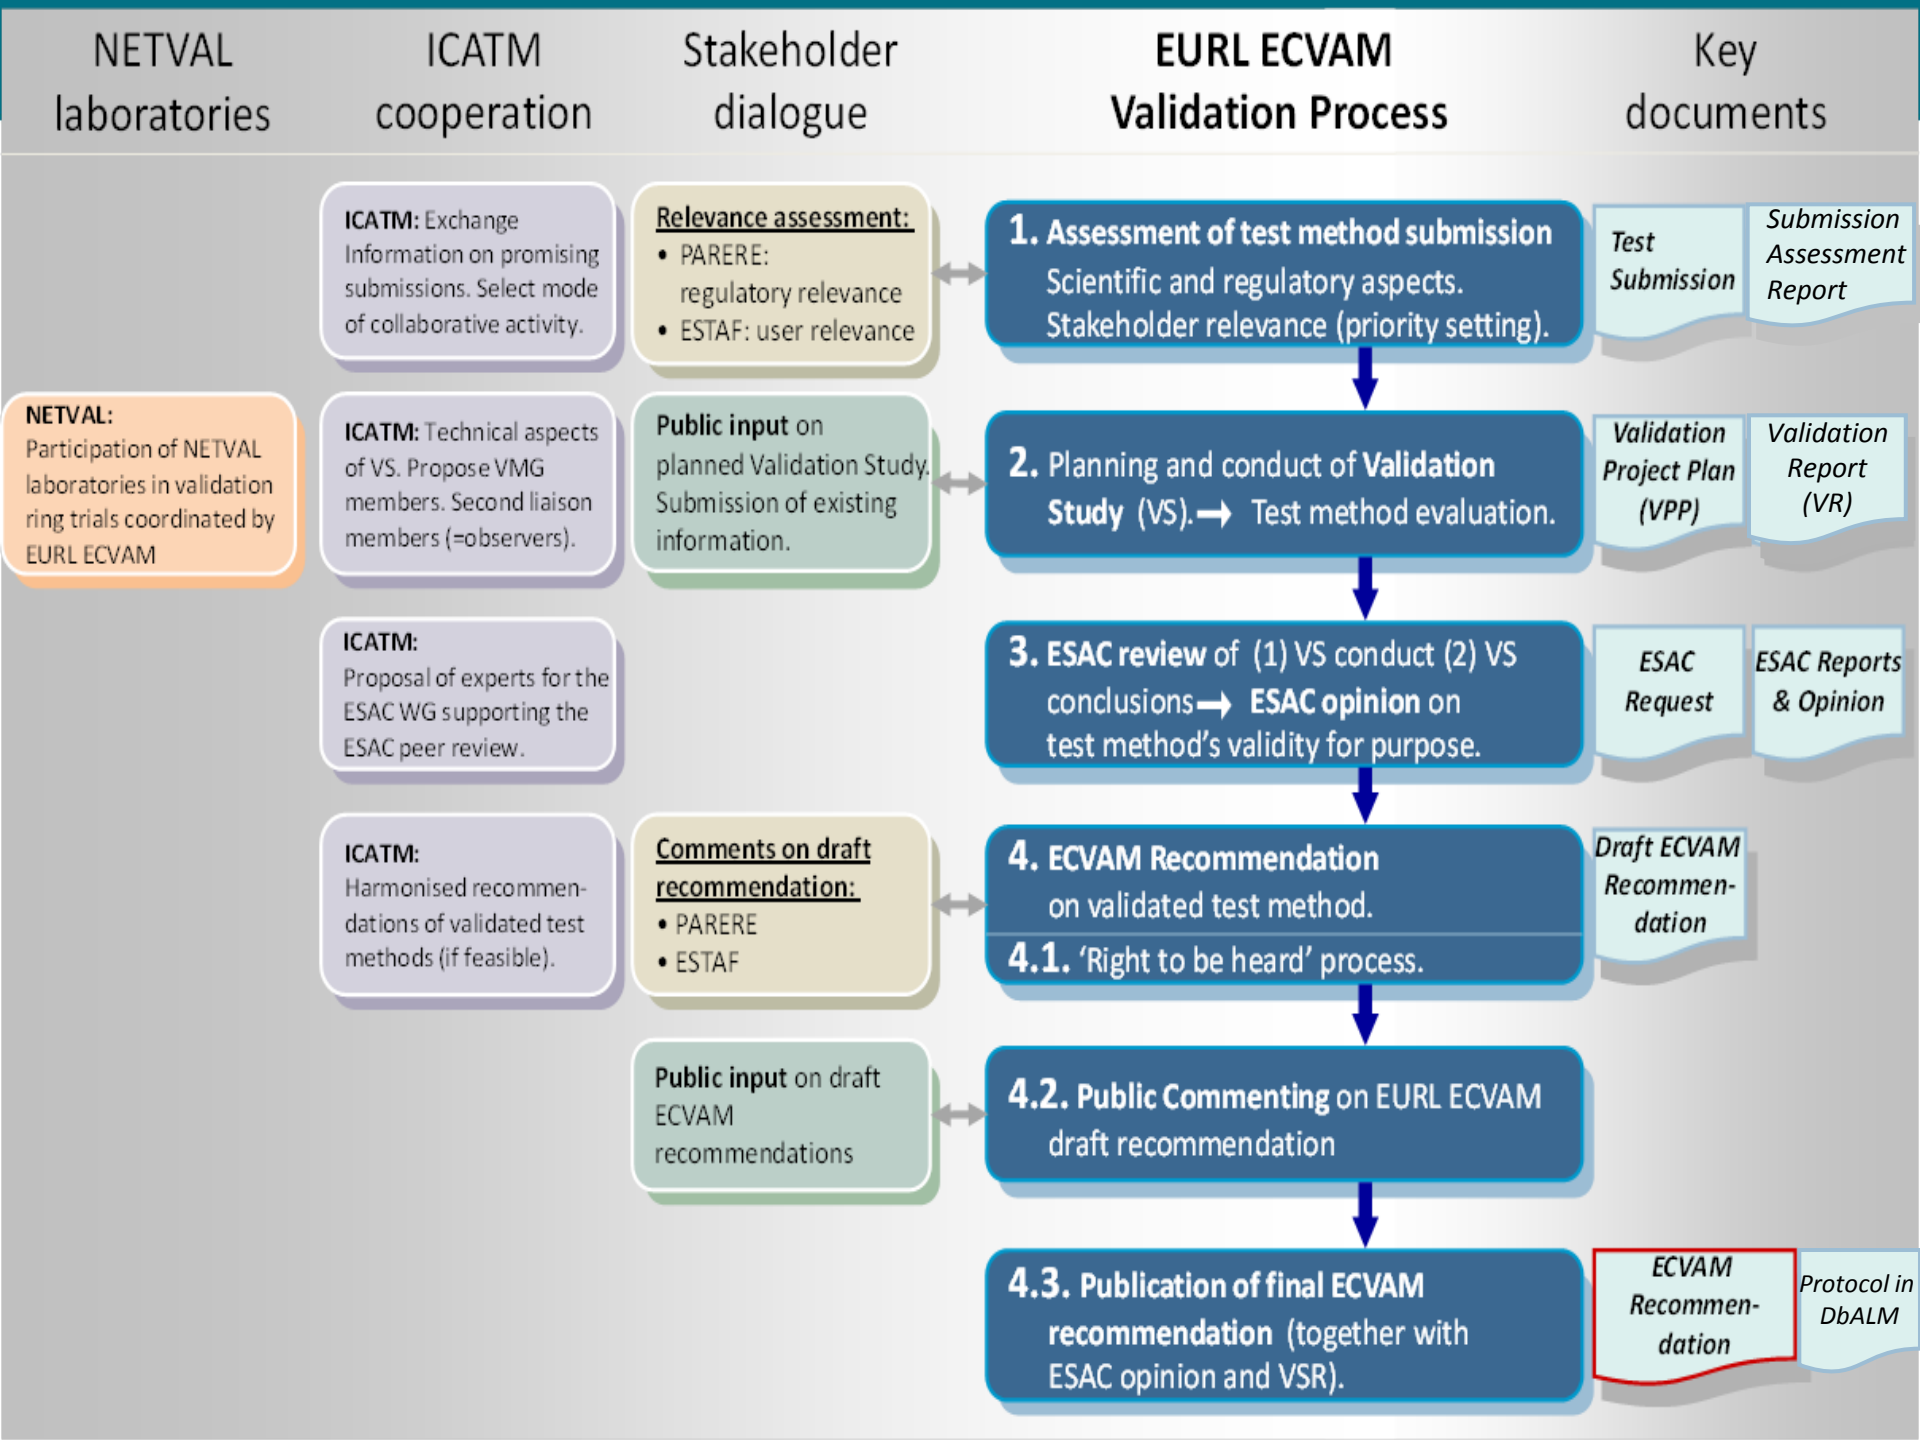 NETVAL
laboratories
ICATM
cooperation
Stakeholder
dialogue
EURL ECVAM
Validation Process
Key
documents
ICATM: Exchange
Information on promising
submissions. Select mode
of collaborative activity.
Relevance assessment:
• PARERE:
regulatory relevance
• ESTAF: user relevance
1. Assessment of test method submission
Scientific and regulatory aspects.
Stakeholder relevance (priority setting).
Test
Submission
Submission
Assessment
Report
NETVAL:
Participation of NETVAL
laboratories in validation
ring trials coordinated by
EURL ECVAM
ICATM: Technical aspects
of VS. Propose VMG
members. Second liaison
members (=observers).
Public input on
planned Validation Study.
Submission of existing
information.
2. Planning and conduct of Validation
Study (VS).→ Test method evaluation.
Validation
Project Plan
(VPP)
Validation
Report
(VR)
ICATM:
Proposal of experts for the
ESAC WG supporting the
ESAC peer review.
3. ESAC review of (1) VS conduct (2) VS
conclusions→ ESAC opinion on
test method's validity for purpose.
ESAC
Request
ESAC Reports
& Opinion
ICATM:
Harmonised recommen-
dations of validated test
methods (if feasible).
Comments on draft
recommendation:
• PARERE
• ESTAF
4. ECVAM Recommendation
on validated test method.
4.1. 'Right to be heard' process.
Draft ECVAM
Recommen-
dation
Public input on draft
ECVAM
recommendations
4.2. Public Commenting on EURL ECVAM
draft recommendation
4.3. Publication of final ECVAM
recommendation (together with
ESAC opinion and VSR).
ECVAM
Recommen-
dation
Protocol in
DbALM